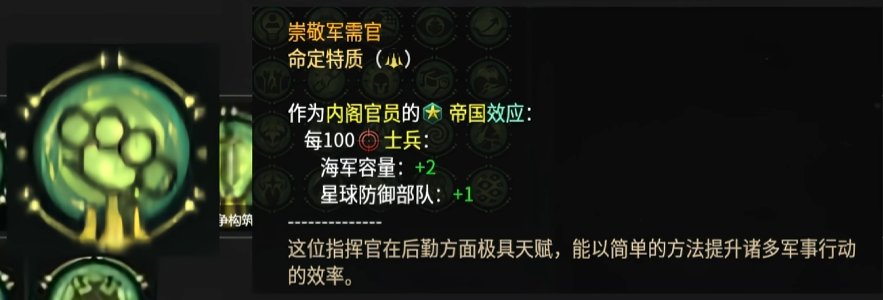 崇敬军需官
命定特质（）
作为内阁官员的 帝国效应：
每100 士兵：
海军容量：+2
星球防御部队：+1
--------------
这位指挥官在后勤方面极具天赋，能以简单的方法提升诸多军事行动
的效率。
争构筑